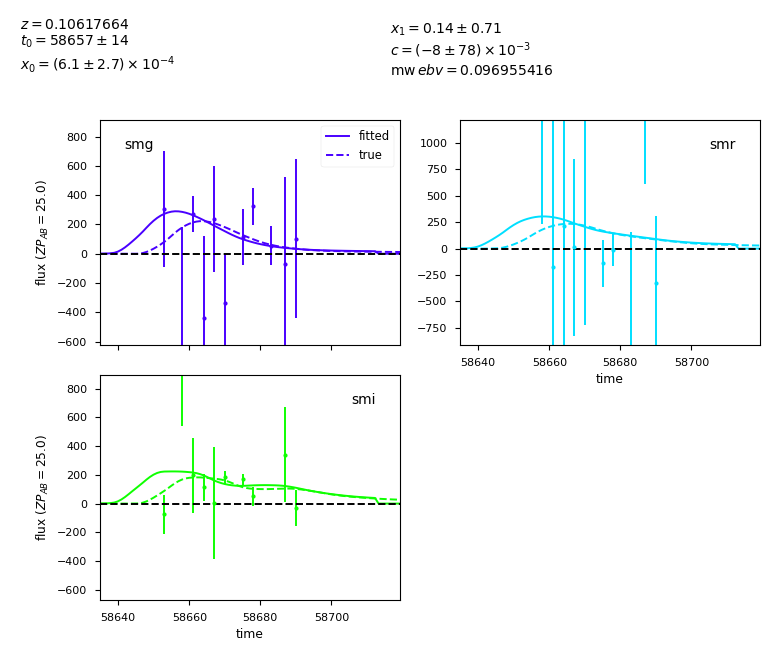 z = 0.10617664
t₀ = 58657 ± 14
x₀ = (6.1 ± 2.7) × 10⁻⁴
x₁ = 0.14 ± 0.71
c = (−8 ± 78) × 10⁻³
mw ebv = 0.096955416
smg
fitted
true
800
600
400
200
0
−200
−400
−600
flux (ZP_AB = 25.0)
smr
1000
750
500
250
0
−250
−500
−750
58640 58660 58680 58700
time
smi
800
600
400
200
0
−200
−400
−600
flux (ZP_AB = 25.0)
58640 58660 58680 58700
time